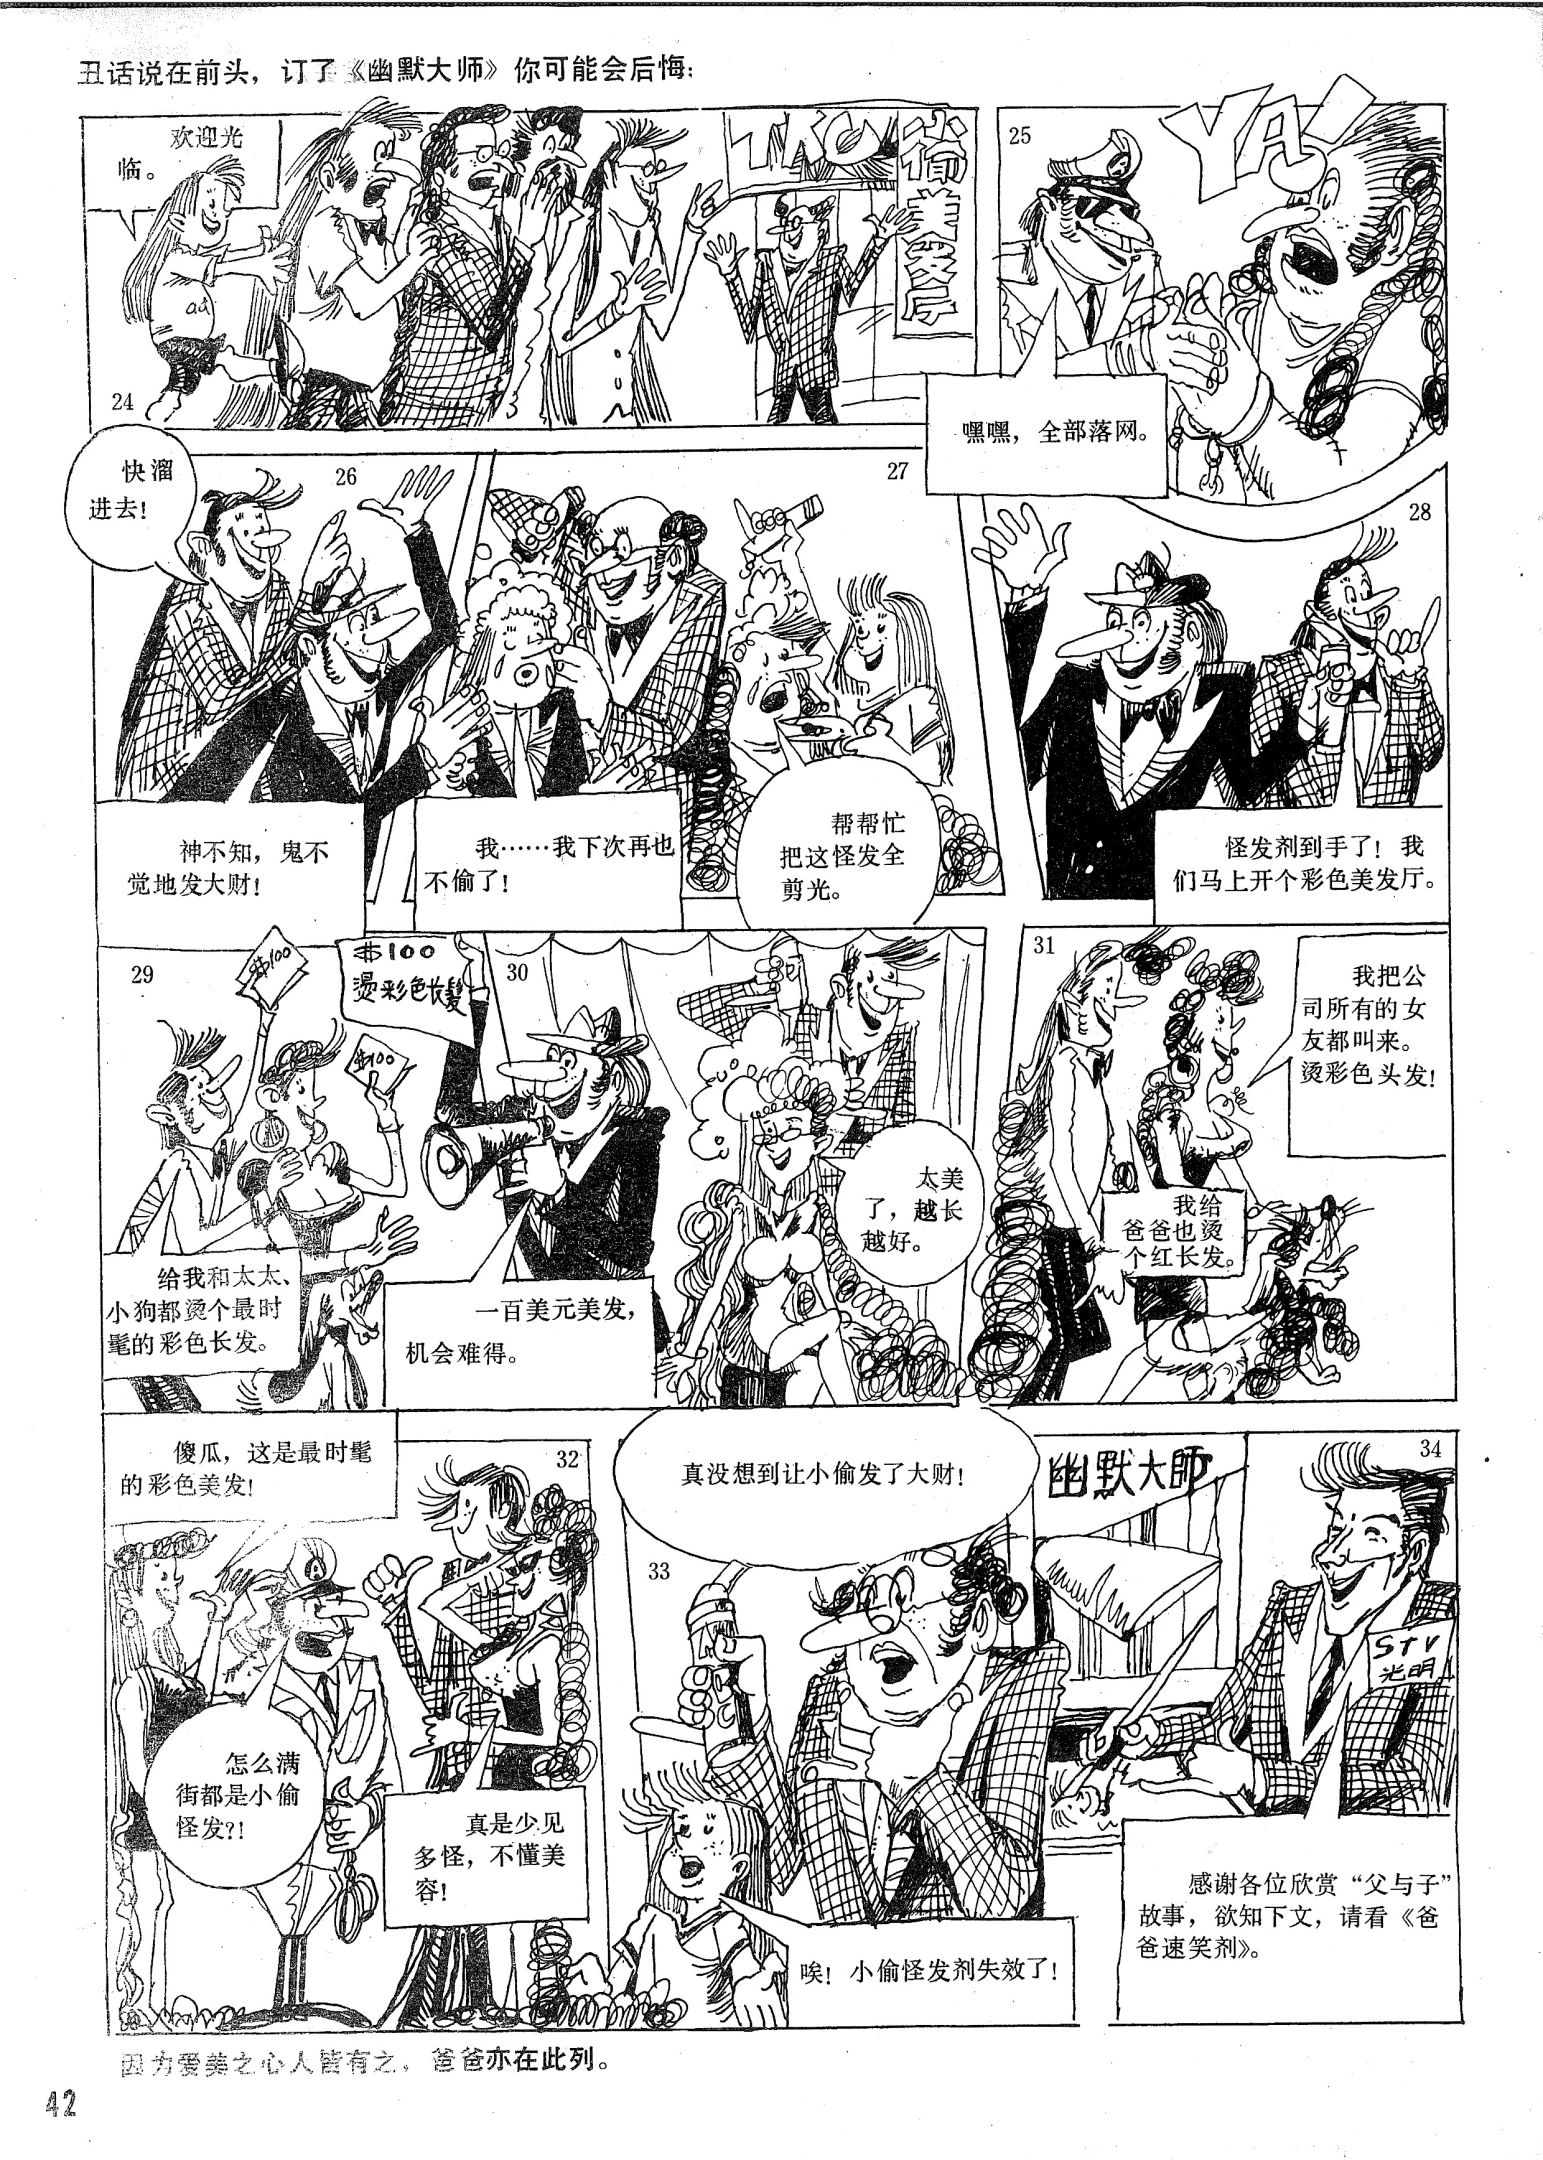 丑话说在前头，订了《幽默大师》你可能会后悔：
欢迎光
临。
美发厅
24
25
YA!
嘿嘿，全部落网。
快溜
进去！
26
神不知，鬼不
觉地发大财！
27
我……我下次再也
不偷了！
帮帮忙
把这怪发全
剪光。
28
怪发剂到手了！我
们马上开个彩色美发厅。
29
$100
$100
给我和太太、
小狗都烫个最时
髦的彩色长发。
$100
烫彩色长髮
30
一百美元美发，
机会难得。
太美
了，越长
越好。
31
我把公
司所有的女
友都叫来。
烫彩色头发！
我给
爸爸也烫
个红长发。
傻瓜，这是最时髦
的彩色美发！
32
怎么满
街都是小偷
怪发？！
真是少见
多怪，不懂美
容！
真没想到让小偷发了大财！
33
唉！小偷怪发剂失效了！
幽默大師
34
STV
光明
感谢各位欣赏“父与子”
故事，欲知下文，请看《爸
爸速笑剂》。
因为爱美之心人皆有之，爸爸亦在此列。
42